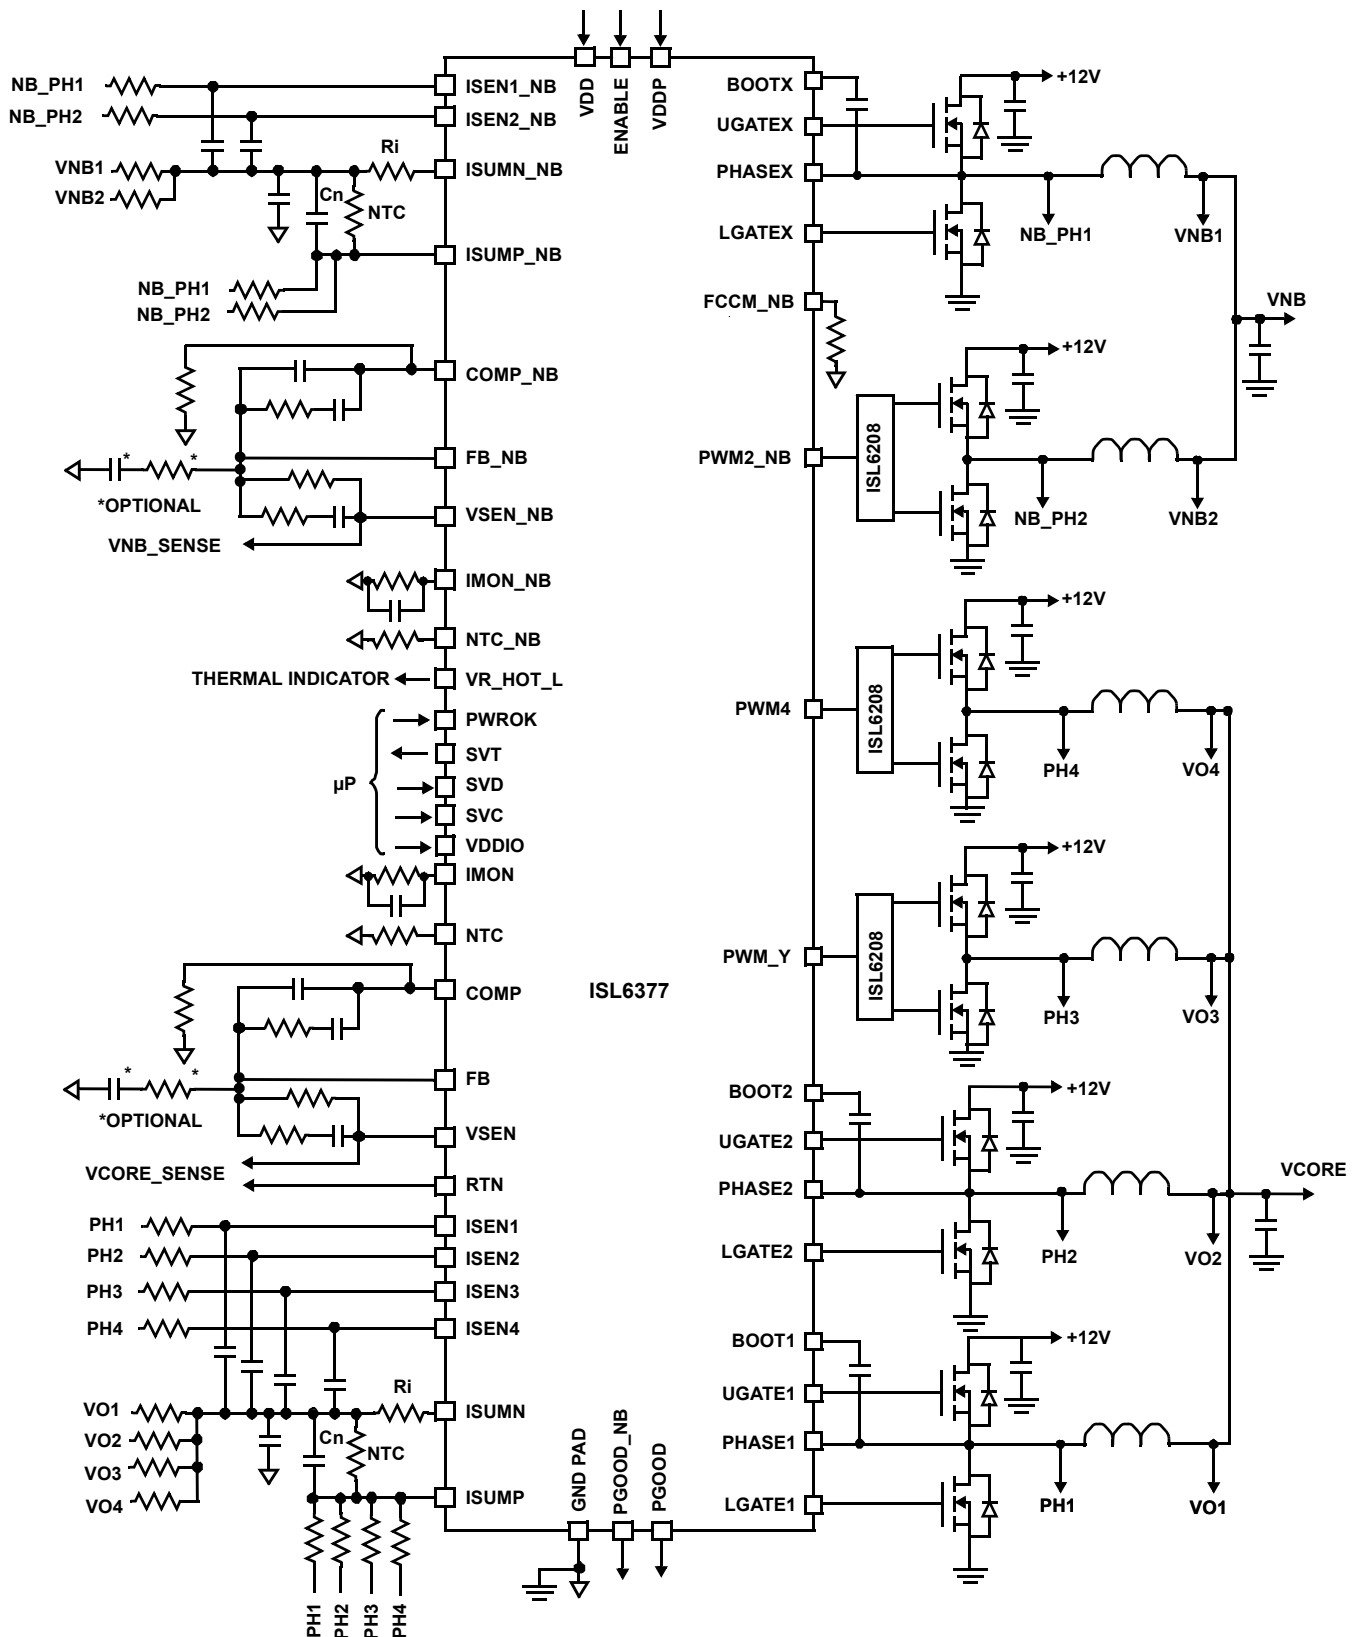 VDD
ENABLE
VDDP
NB_PH1
NB_PH2
VNB1
VNB2
Ri
Cn
NTC
NB_PH1
NB_PH2
*OPTIONAL
*
*
VNB_SENSE
ISEN1_NB
ISEN2_NB
ISUMN_NB
ISUMP_NB
COMP_NB
FB_NB
VSEN_NB
IMON_NB
NTC_NB
THERMAL INDICATOR
VR_HOT_L
µP
PWROK
SVT
SVD
SVC
VDDIO
IMON
NTC
COMP
ISL6377
FB
*
*
*OPTIONAL
VSEN
VCORE_SENSE
RTN
PH1
ISEN1
PH2
ISEN2
PH3
ISEN3
PH4
ISEN4
VO1
VO2
VO3
VO4
Ri
Cn
NTC
ISUMN
ISUMP
PH1
PH2
PH3
PH4
GND PAD
PGOOD_NB
PGOOD
BOOTX
UGATEX
PHASEX
LGATEX
+12V
NB_PH1
VNB1
FCCM_NB
VNB
PWM2_NB
ISL6208
+12V
NB_PH2
VNB2
PWM4
ISL6208
+12V
PH4
VO4
PWM_Y
ISL6208
+12V
PH3
VO3
BOOT2
UGATE2
PHASE2
LGATE2
+12V
PH2
VO2
VCORE
BOOT1
UGATE1
PHASE1
LGATE1
+12V
PH1
VO1